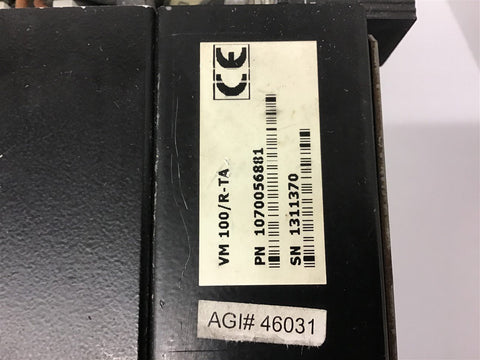 CE
VM 100/R-TA
PN 1070056881
SN 1311370
AGI# 46031